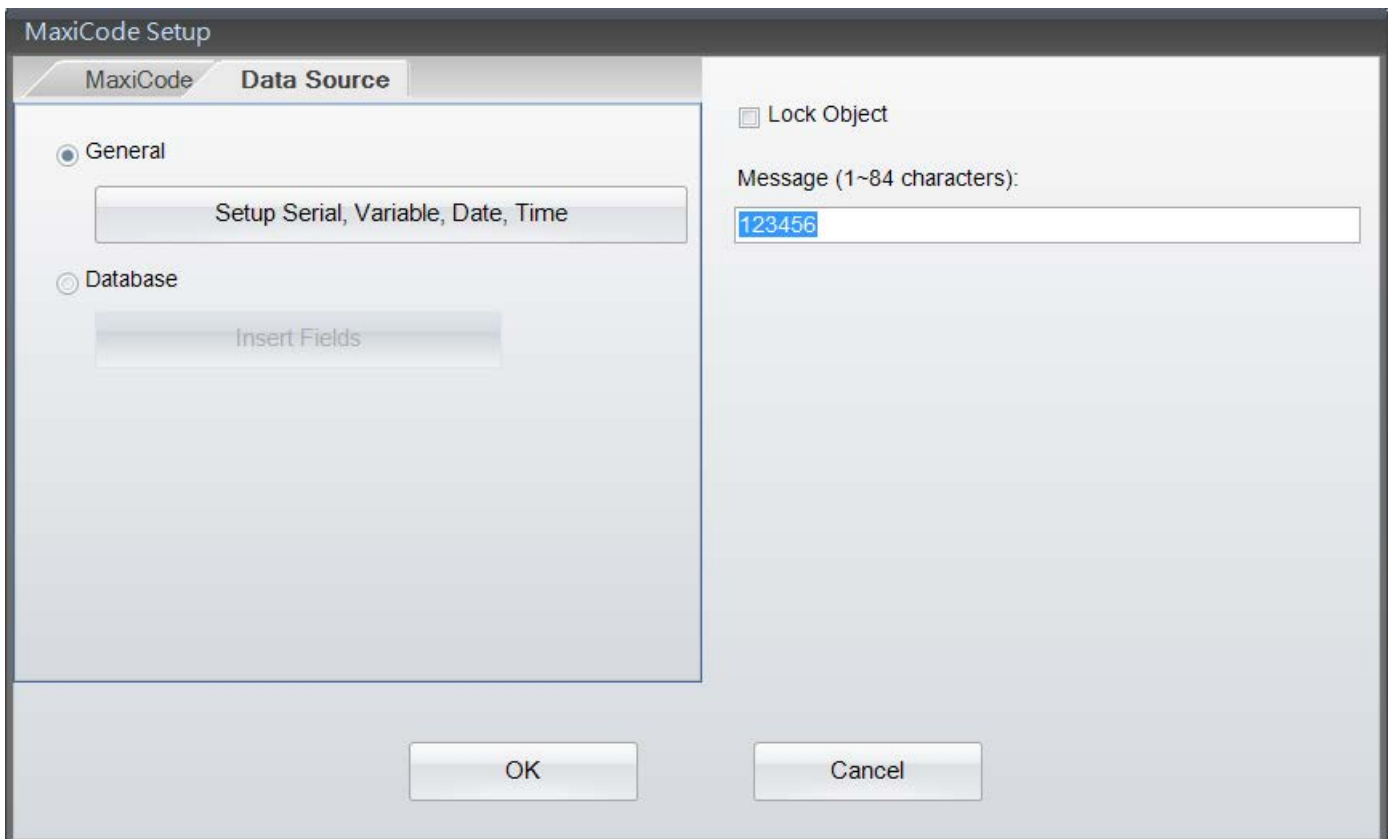 MaxiCode Setup
MaxiCode Data Source
General
Setup Serial, Variable, Date, Time
Database
Insert Fields
Lock Object
Message (1~84 characters):
123456
OK Cancel